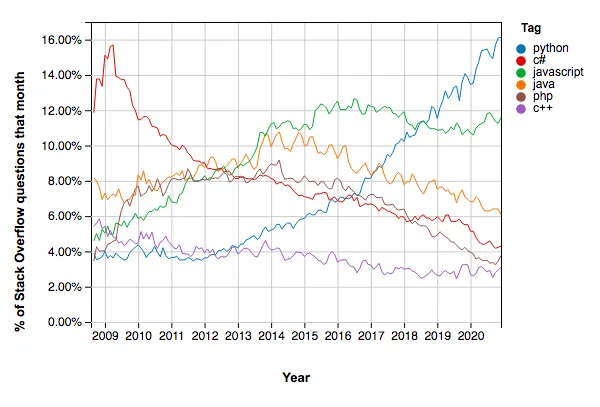 % of Stack Overflow questions that month
16.00%
14.00%
12.00%
10.00%
8.00%
6.00%
4.00%
2.00%
0.00%
2009 2010 2011 2012 2013 2014 2015 2016 2017 2018 2019 2020
Year
Tag
python
c#
javascript
java
php
c++